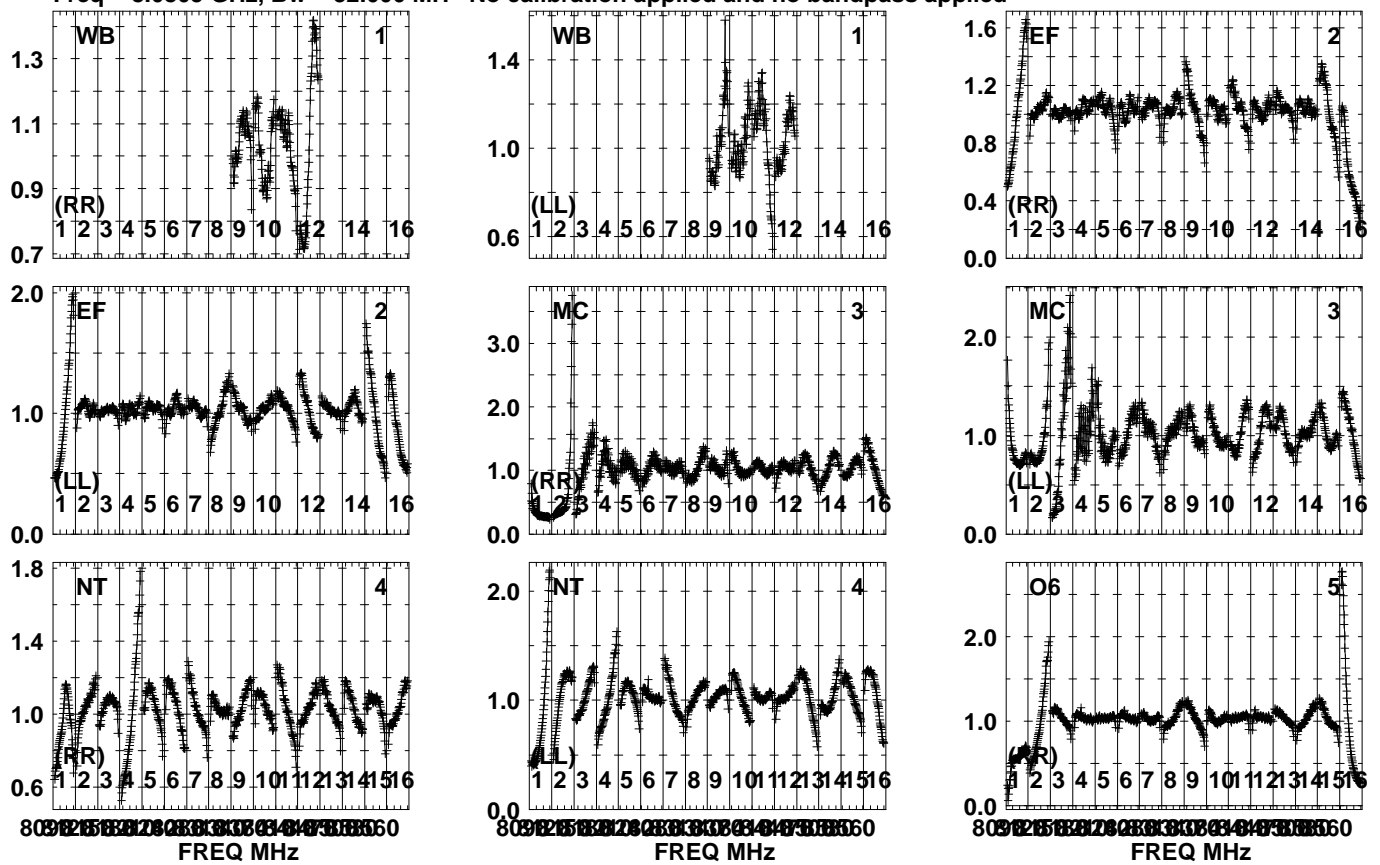 No calibration applied and no bandpass applied
WB 1
1.3
1.1
0.9
0.7
(RR)
1 2 3 4 5 6 7 8 9 10 12 14 16
WB 1
1.4
1.0
0.6
(LL)
1 2 3 4 5 6 7 8 9 10 12 14 16
EF 2
1.6
1.2
0.8
0.4
0.0
(RR)
1 2 3 4 5 6 7 8 9 10 12 14 16
EF 2
2.0
1.0
0.0
(LL)
1 2 3 4 5 6 7 8 9 10 12 14 16
MC 3
3.0
2.0
1.0
0.0
(RR)
1 2 3 4 5 6 7 8 9 10 12 14 16
MC 3
2.0
1.0
0.0
(LL)
1 2 3 4 5 6 7 8 9 10 12 14 16
NT 4
1.8
1.4
1.0
0.6
(RR)
1 2 3 4 5 6 7 8 9 10 12 13 14 15 16
FREQ MHz
NT 4
2.0
1.0
0.0
(LL)
1 2 3 4 5 6 7 8 9 10 11 12 13 14 15 16
FREQ MHz
O6 5
2.0
1.0
0.0
(RR)
1 2 3 4 5 6 7 8 9 10 11 12 13 14 15 16
FREQ MHz